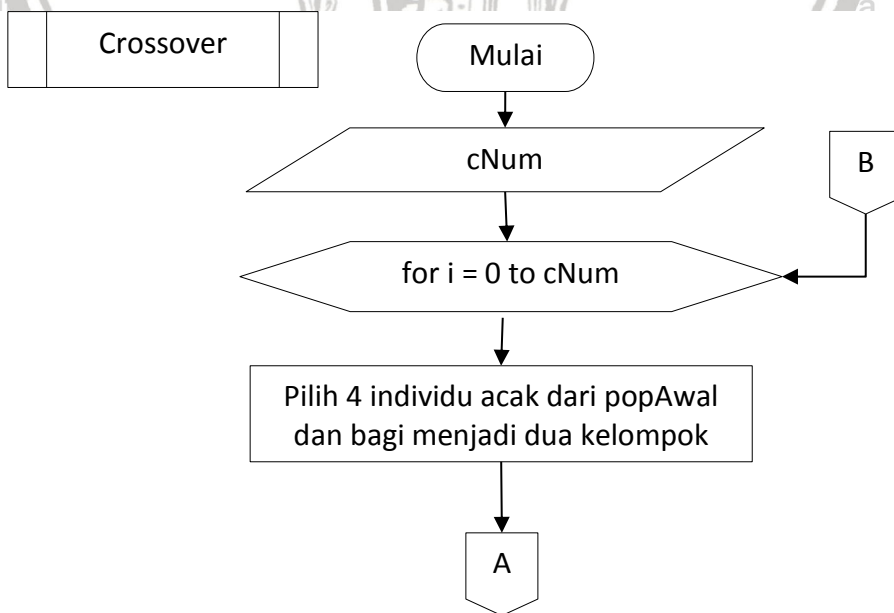 Crossover
Mulai
cNum
B
for i = 0 to cNum
Pilih 4 individu acak dari popAwal
dan bagi menjadi dua kelompok
A